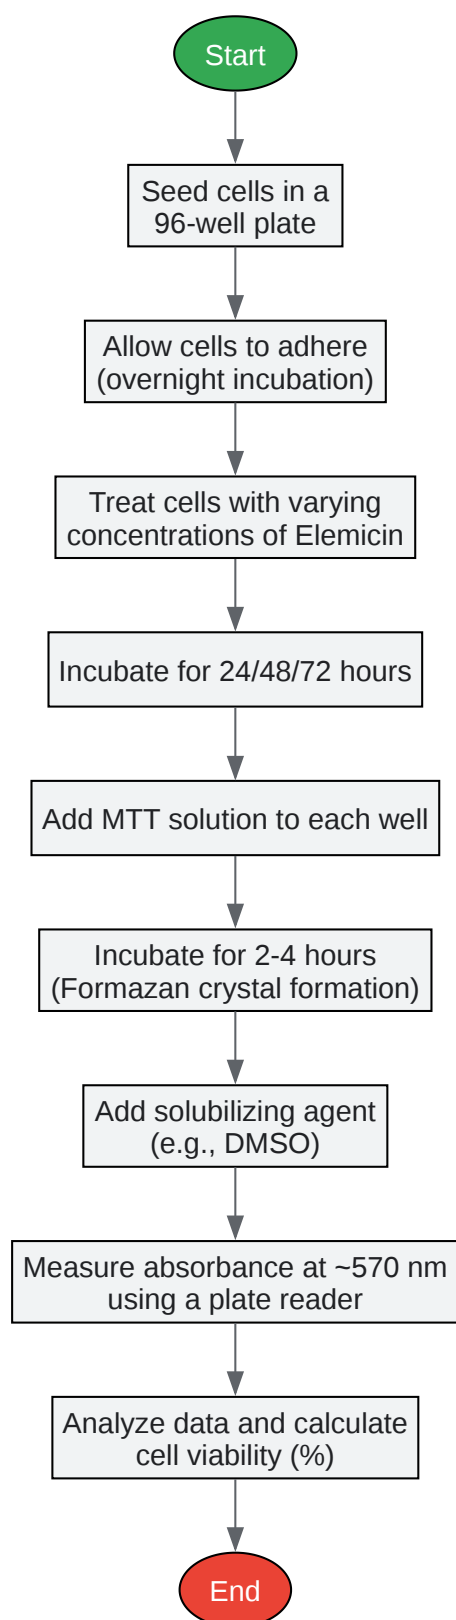 Start
Seed cells in a
96-well plate
Allow cells to adhere
(overnight incubation)
Treat cells with varying
concentrations of Elemicin
Incubate for 24/48/72 hours
Add MTT solution to each well
Incubate for 2-4 hours
(Formazan crystal formation)
Add solubilizing agent
(e.g., DMSO)
Measure absorbance at ~570 nm
using a plate reader
Analyze data and calculate
cell viability (%)
End